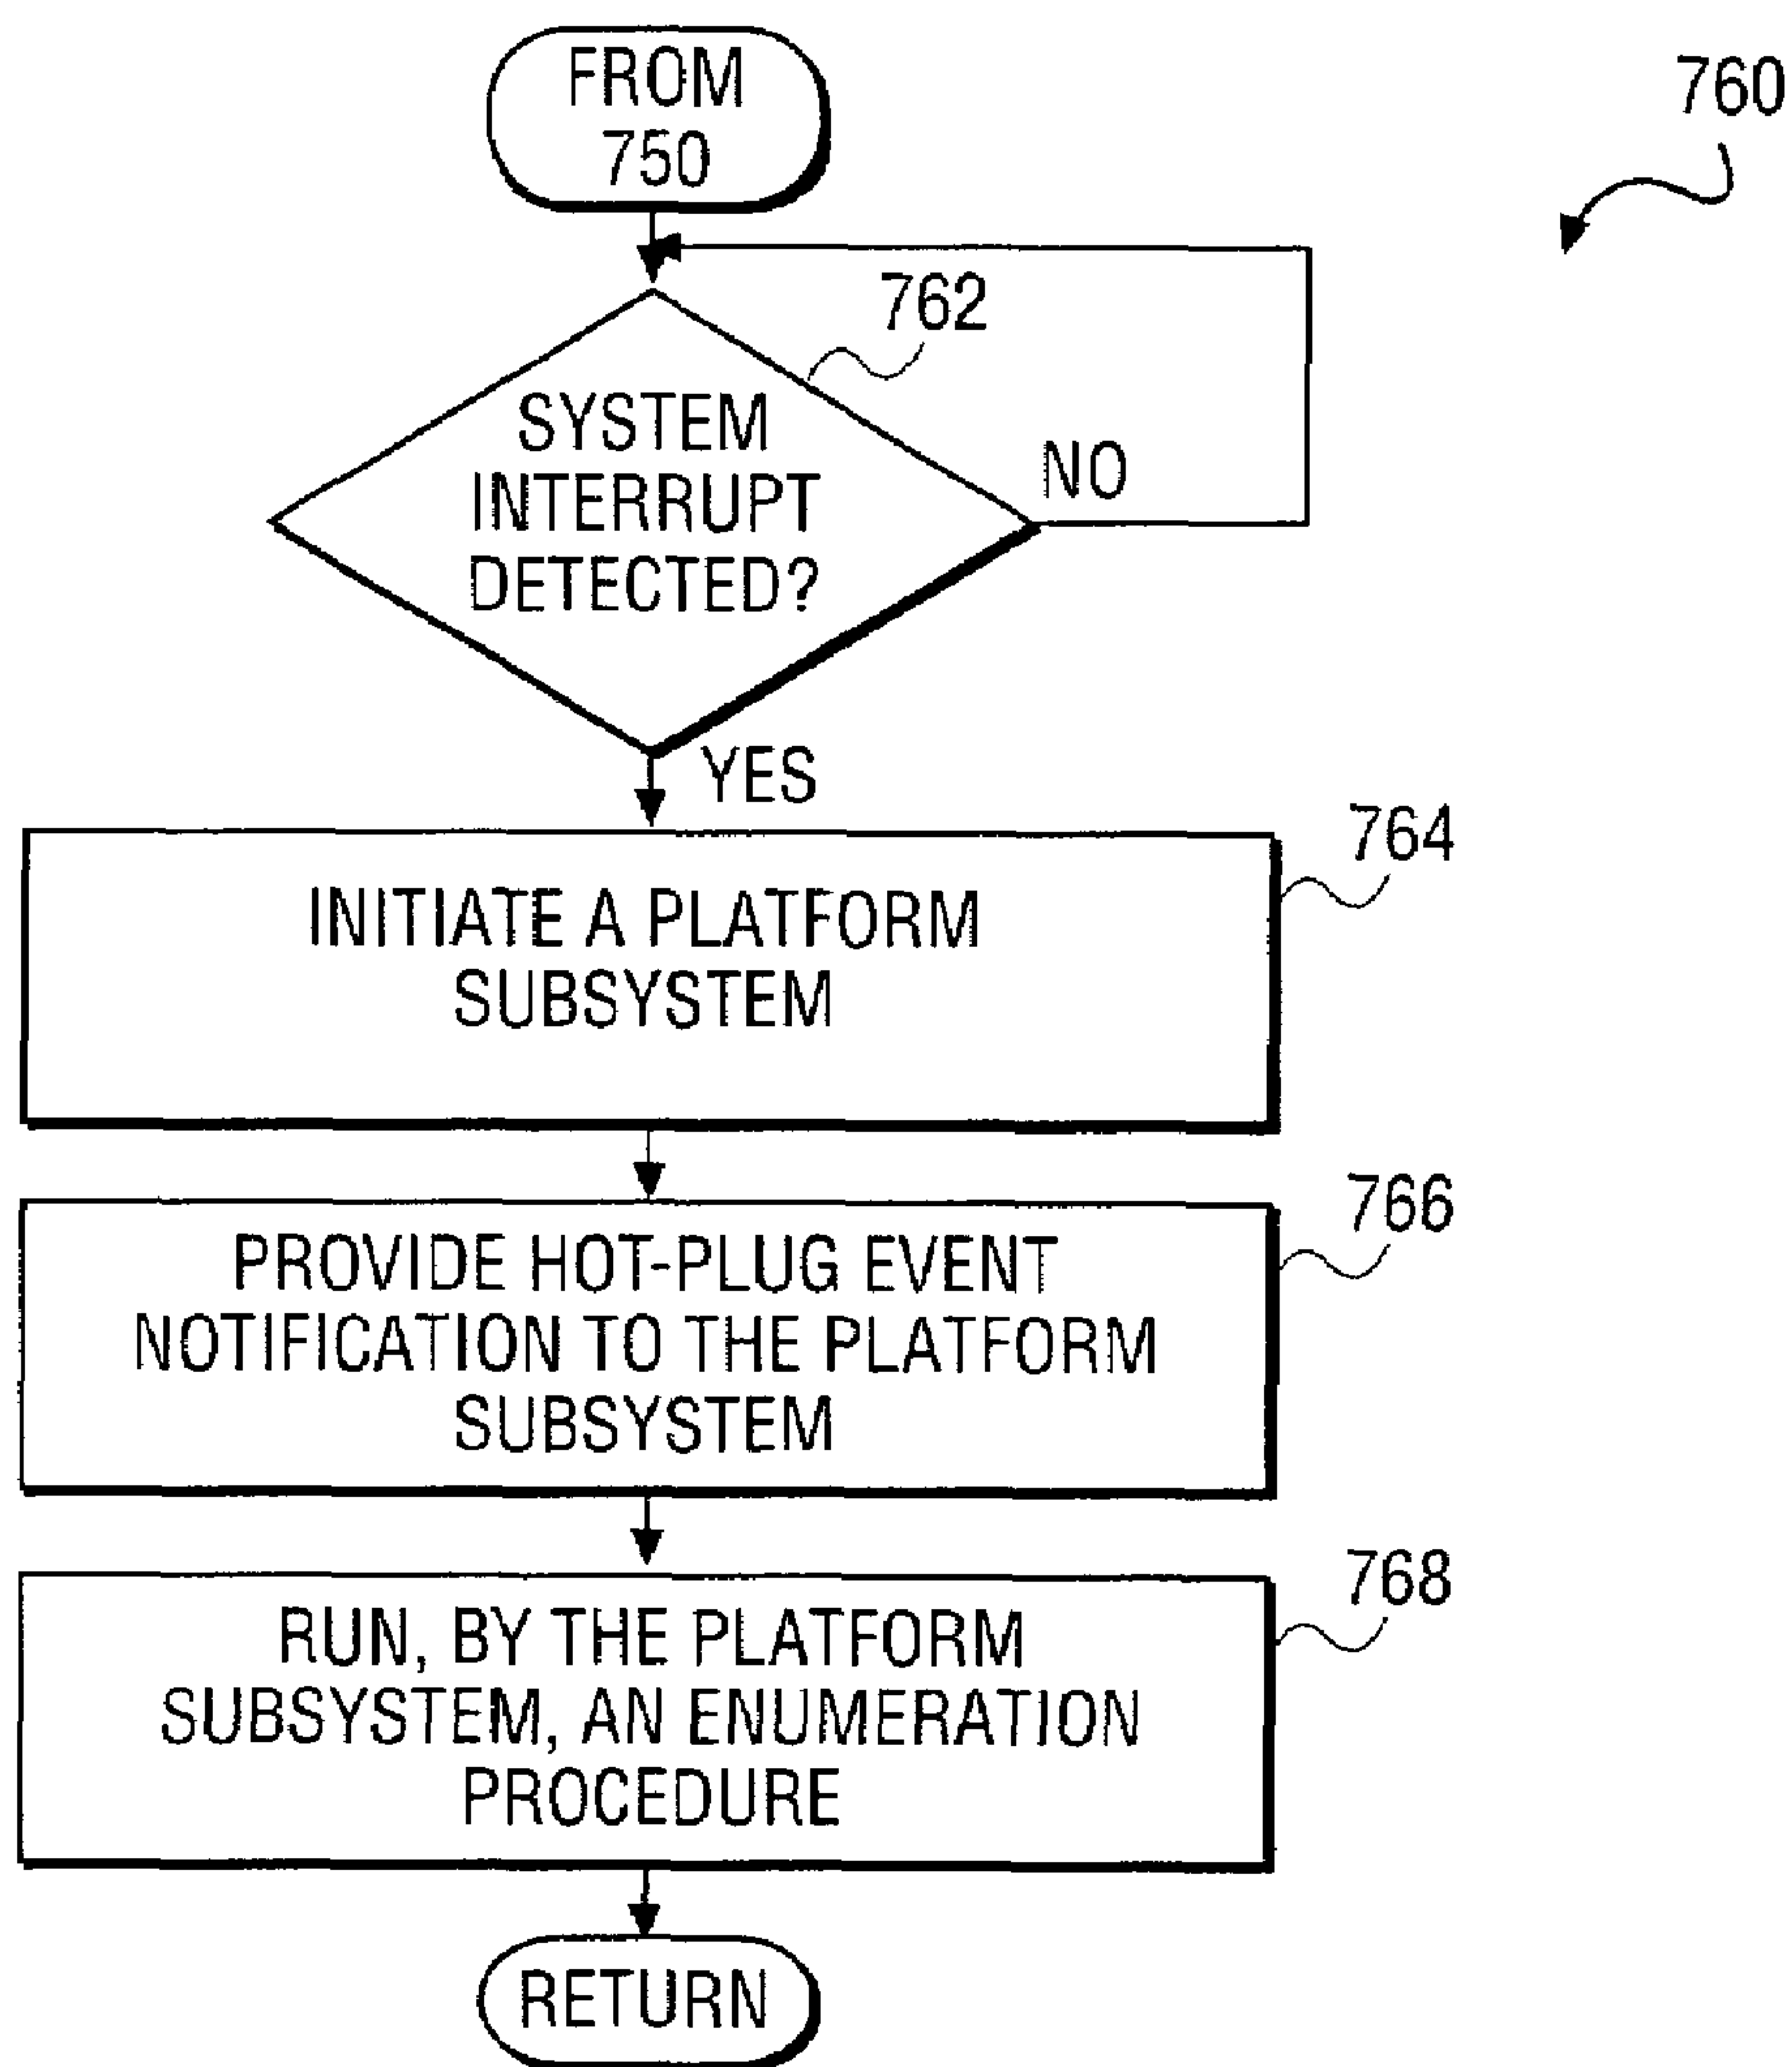 FROM
750
760
762
SYSTEM
INTERRUPT
DETECTED?
NO
YES
764
INITIATE A PLATFORM
SUBSYSTEM
766
PROVIDE HOT-PLUG EVENT
NOTIFICATION TO THE PLATFORM
SUBSYSTEM
768
RUN, BY THE PLATFORM
SUBSYSTEM, AN ENUMERATION
PROCEDURE
RETURN